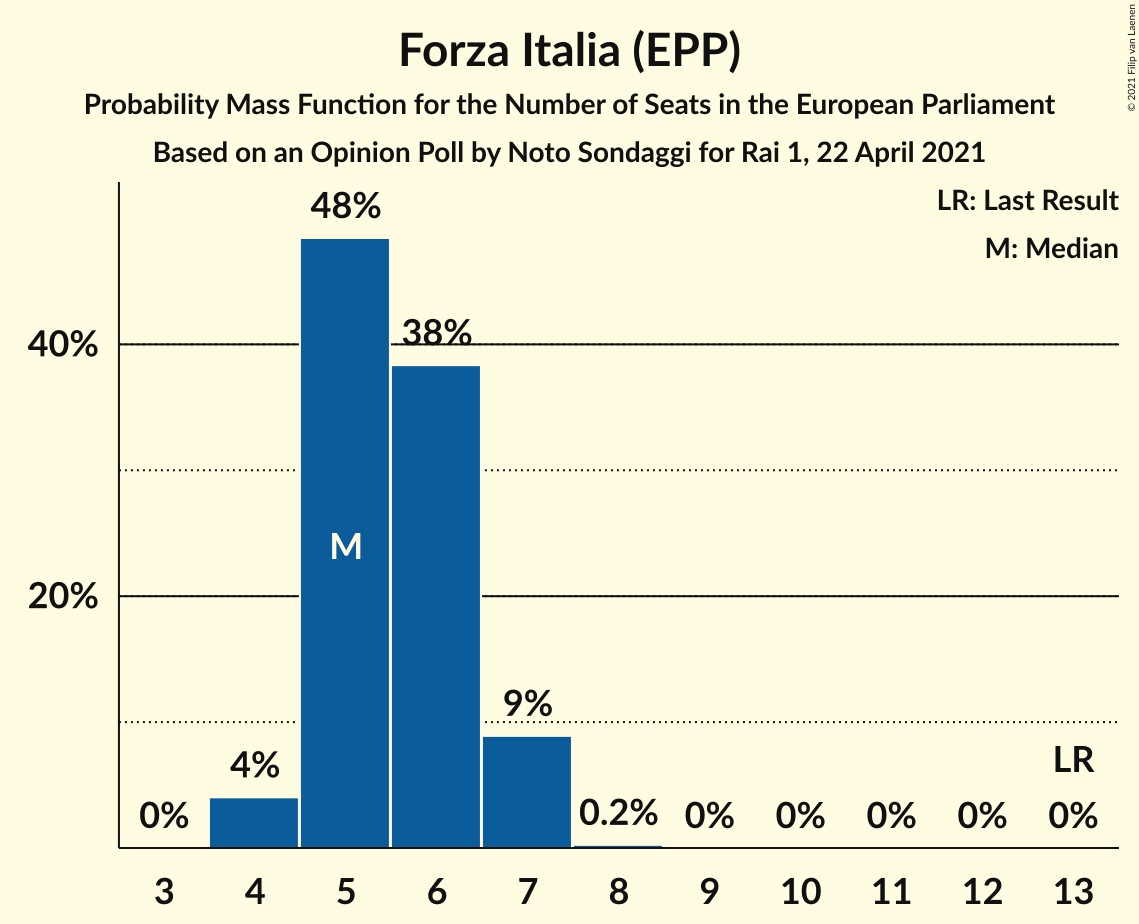 Forza Italia (EPP)
Probability Mass Function for the Number of Seats in the European Parliament
Based on an Opinion Poll by Noto Sondaggi for Rai 1, 22 April 2021
© 2021 Filip van Laenen
LR: Last Result
M: Median
48%
38%
40%
M
20%
9%
4%
LR
0%
0.2%
0%
0%
0%
0%
0%
3 4 5 6 7 8 9 10 11 12 13